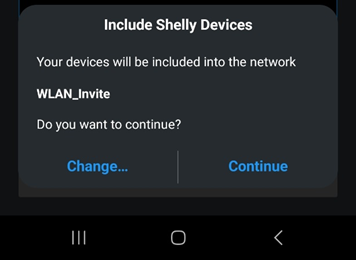 Include Shelly Devices
Your devices will be included into the network
WLAN_Invite
Do you want to continue?
Change...
Continue